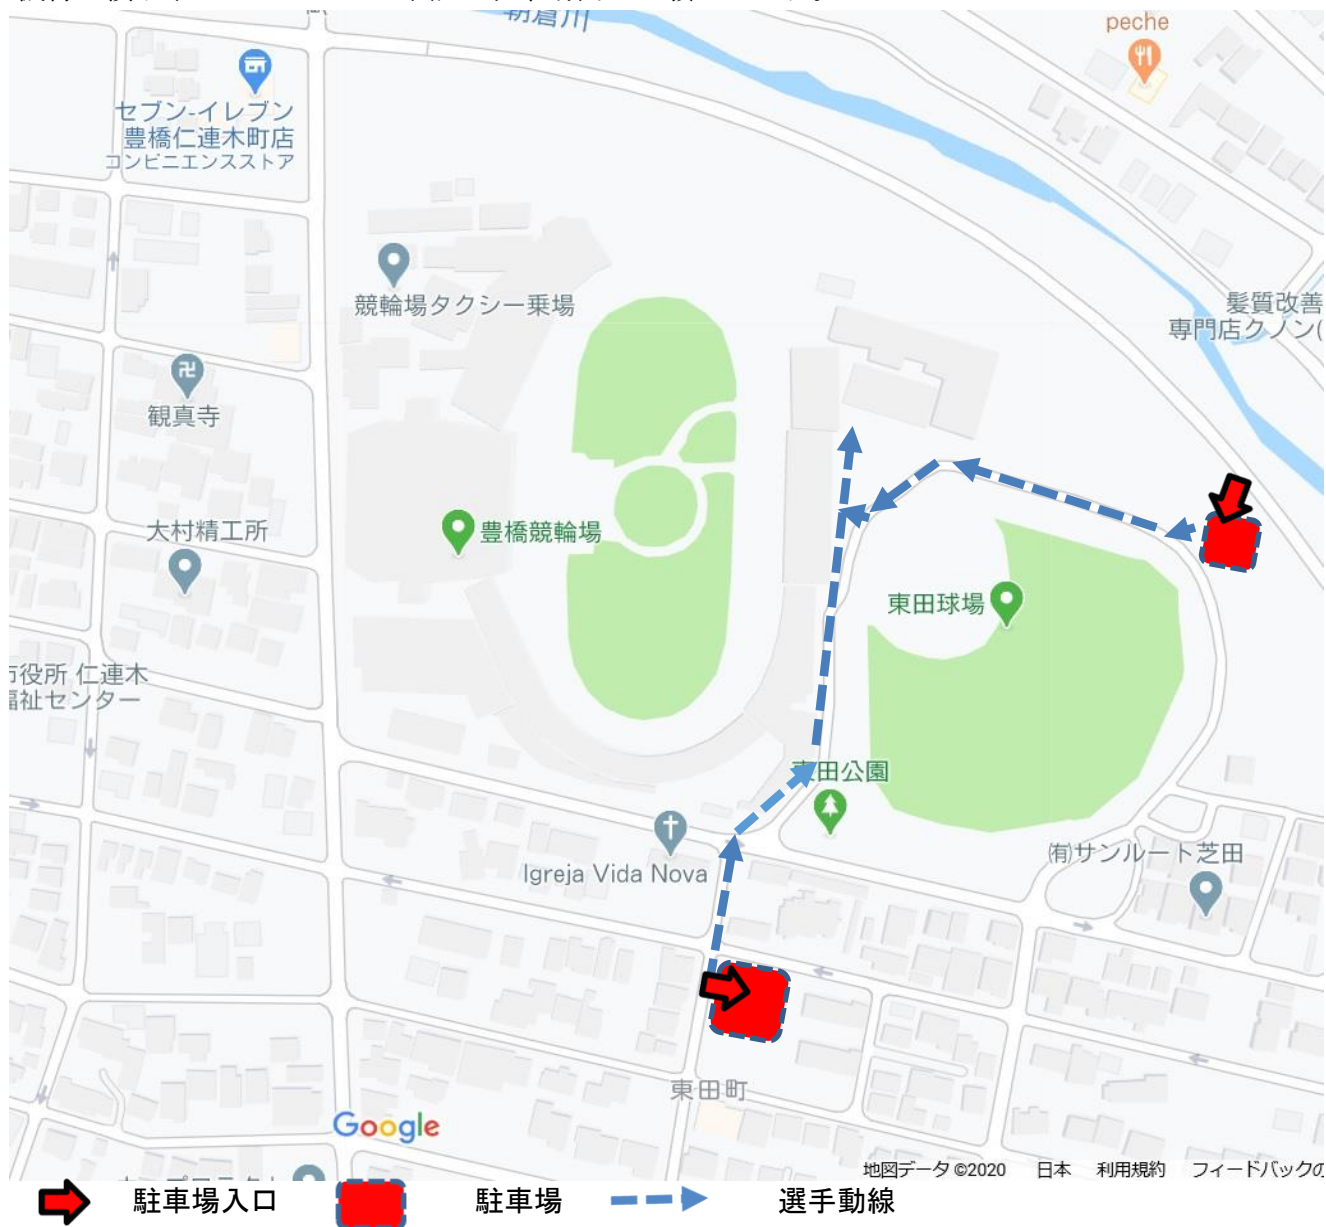 朝倉川
peche
セブン-イレブン
豊橋仁連木町店
コンビニエンスストア
競輪場タクシー乗場
髪質改善
専門店クノン(
卍
観真寺
大村精工所
豊橋競輪場
東田球場
市役所 仁連木
福祉センター
東田公園
Igreja Vida Nova
㈲サンルート芝田
東田町
Google
地図データ ©2020 日本 利用規約 フィードバックの
駐車場入口 駐車場 選手動線